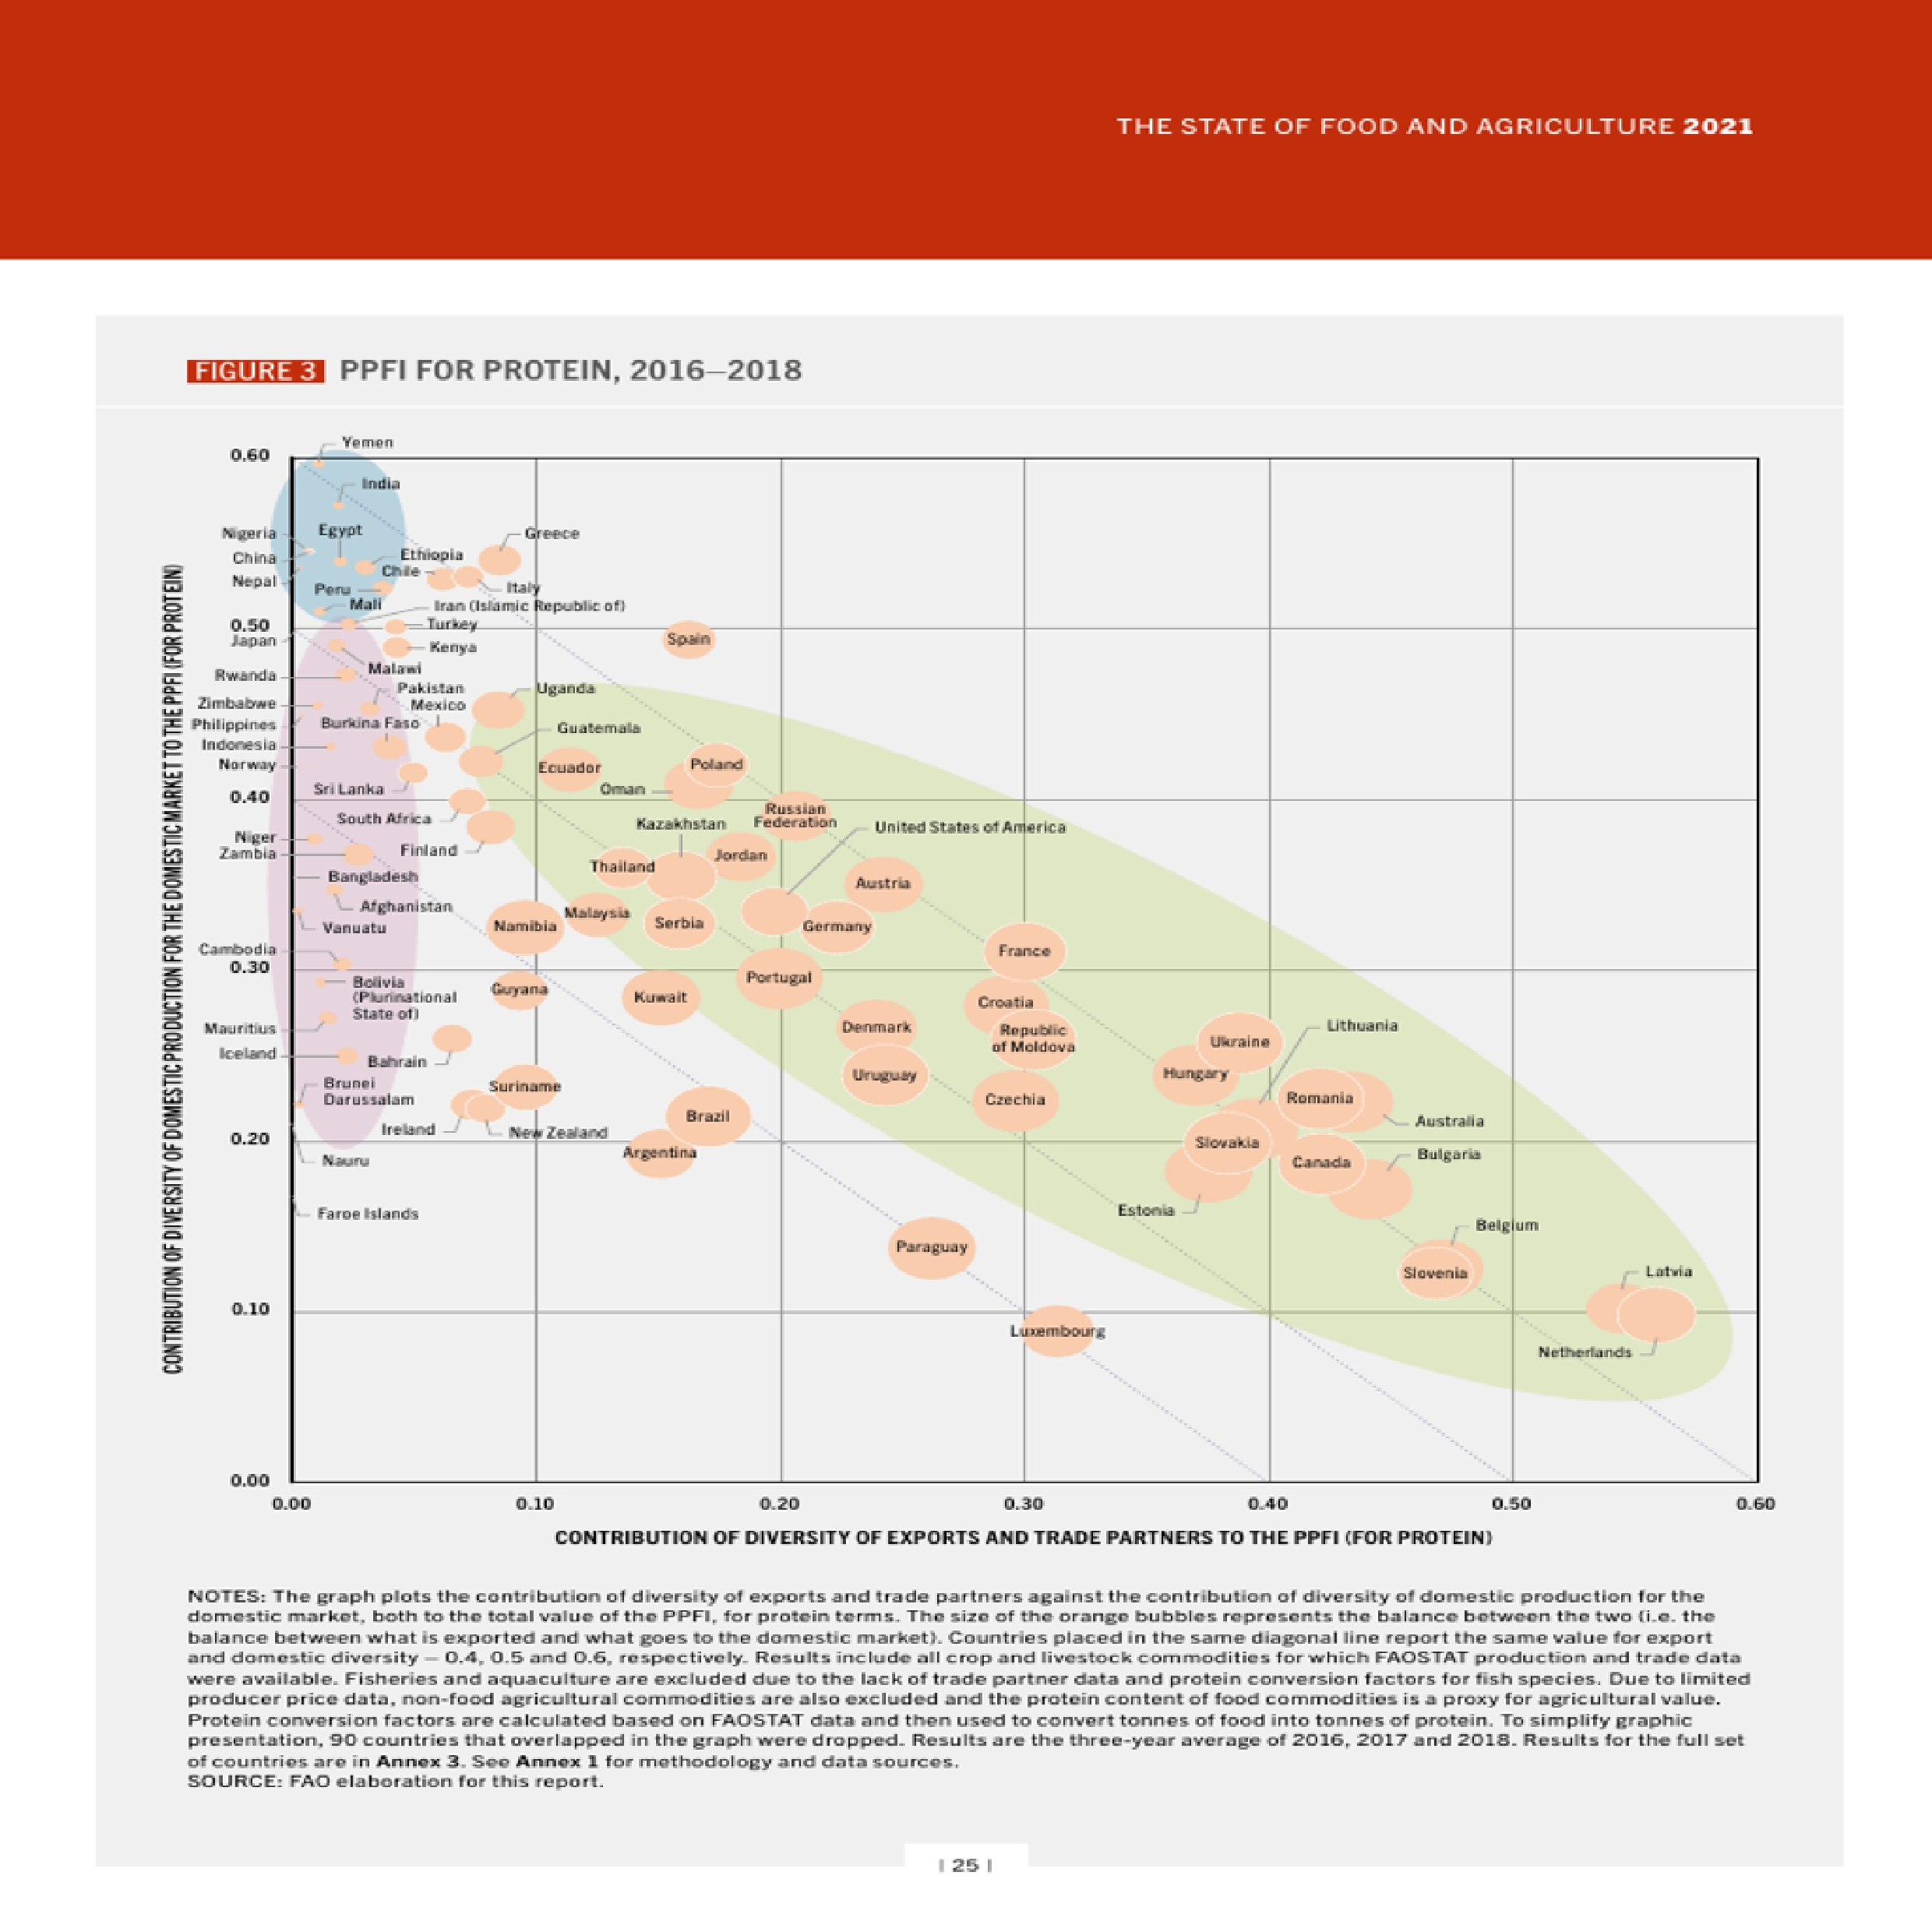 THE STATE OF FOOD AND AGRICULTURE 2021
FIGURE 3 PPFI FOR PROTEIN, 2016–2018
CONTRIBUTION OF DIVERSITY OF DOMESTIC PRODUCTION FOR THE DOMESTIC MARKET TO THE PPFI (FOR PROTEIN)
Yemen
0.60
India
Nigeria
Egypt
Greece
China
Ethiopia
Chile
Nepal
Peru
Italy
Mali
Iran (Islamic Republic of)
0.50
Turkey
Japan
Spain
Kenya
Malawi
Rwanda
Pakistan
Uganda
Zimbabwe
Mexico
Philippines
Burkina Faso
Guatemala
Indonesia
Norway
Ecuador
Poland
Sri Lanka
Oman
0.40
Russian
Federation
South Africa
Kazakhstan
United States of America
Niger
Zambia
Finland
Jordan
Thailand
Bangladesh
Austria
Afghanistan
Malaysia
Vanuatu
Namibia
Serbia
Germany
Cambodia
France
0.30
Portugal
Bolivia
(Plurinational
State of)
Guyana
Kuwait
Croatia
Mauritius
Denmark
Republic
of Moldova
Lithuania
Ukraine
Iceland
Bahrain
Uruguay
Hungary
Brunei
Darussalam
Suriname
Czechia
Romania
Brazil
Australia
Ireland
New Zealand
0.20
Slovakia
Argentina
Bulgaria
Nauru
Canada
Faroe Islands
Estonia
Belgium
Paraguay
Slovenia
Latvia
0.10
Luxembourg
Netherlands
0.00
0.00 0.10 0.20 0.30 0.40 0.50 0.60
CONTRIBUTION OF DIVERSITY OF EXPORTS AND TRADE PARTNERS TO THE PPFI (FOR PROTEIN)
NOTES: The graph plots the contribution of diversity of exports and trade partners against the contribution of diversity of domestic production for the
domestic market, both to the total value of the PPFI, for protein terms. The size of the orange bubbles represents the balance between the two (i.e. the
balance between what is exported and what goes to the domestic market). Countries placed in the same diagonal line report the same value for export
and domestic diversity – 0.4, 0.5 and 0.6, respectively. Results include all crop and livestock commodities for which FAOSTAT production and trade data
were available. Fisheries and aquaculture are excluded due to the lack of trade partner data and protein conversion factors for fish species. Due to limited
producer price data, non-food agricultural commodities are also excluded and the protein content of food commodities is a proxy for agricultural value.
Protein conversion factors are calculated based on FAOSTAT data and then used to convert tonnes of food into tonnes of protein. To simplify graphic
presentation, 90 countries that overlapped in the graph were dropped. Results are the three-year average of 2016, 2017 and 2018. Results for the full set
of countries are in Annex 3. See Annex 1 for methodology and data sources.
SOURCE: FAO elaboration for this report.
| 25 |